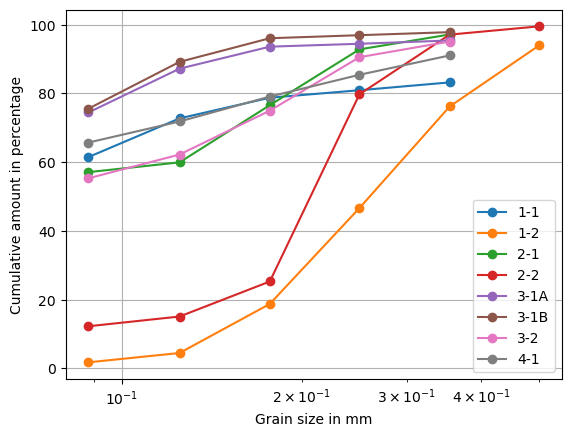 Cumulative amount in percentage
100
80
60
40
20
0
1-1
1-2
2-1
2-2
3-1A
3-1B
3-2
4-1
10⁻¹
2 × 10⁻¹
3 × 10⁻¹
4 × 10⁻¹
Grain size in mm